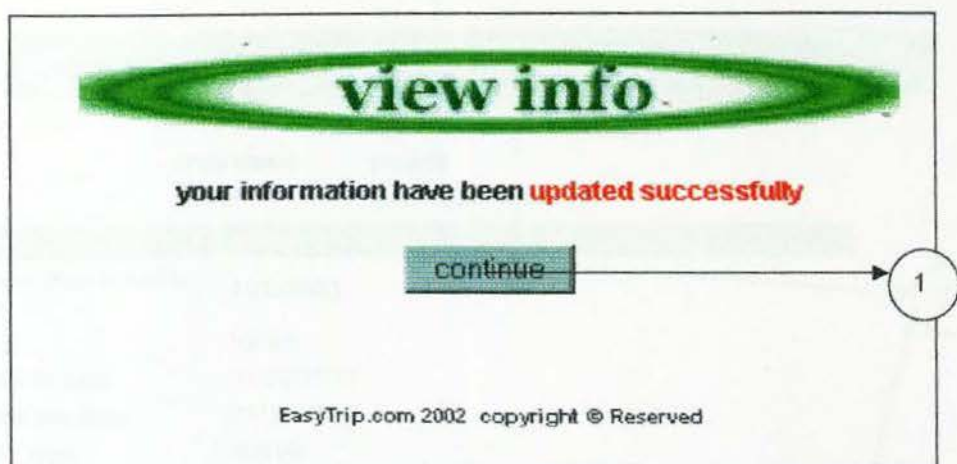 view info
your information have been updated successfully
continue
1
EasyTrip.com 2002 copyright © Reserved